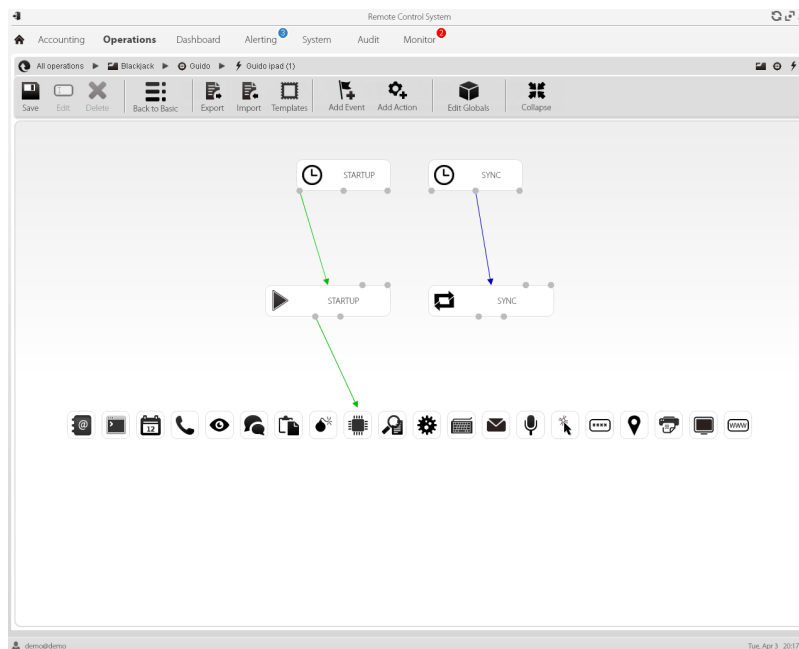 Remote Control System
Accounting Operations Dashboard Alerting 3 System Audit Monitor 2
All operations Blackjack Guido Guido ipad (1)
Save Edit Delete Back to Basic Export Import Templates Add Event Add Action Edit Globals Collapse
STARTUP SYNC
STARTUP SYNC
@ 12 **** WWW
demo@demo Tue, Apr 3 20:17